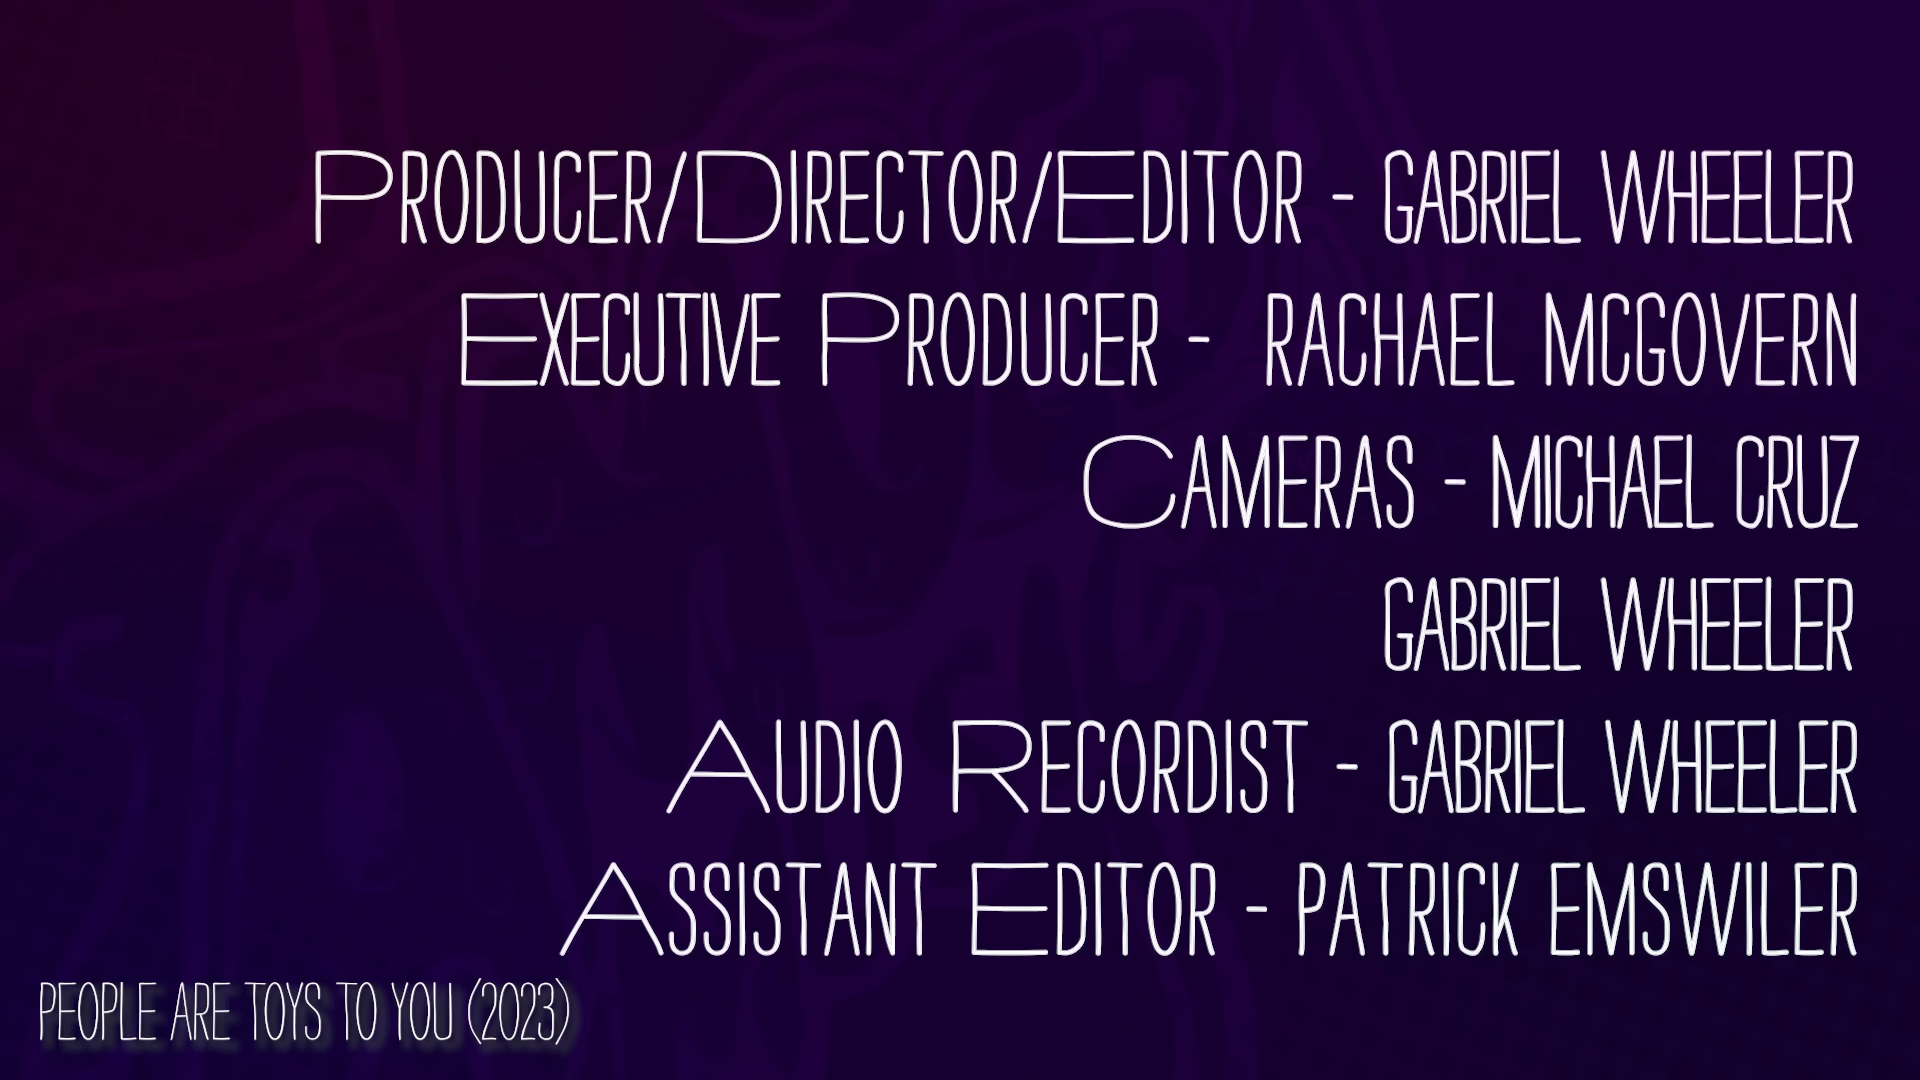 Producer/Director/Editor - GABRIEL WHEELER
Executive Producer - RACHAEL MCGOVERN
Cameras - MICHAEL CRUZ
GABRIEL WHEELER
Audio Recordist - GABRIEL WHEELER
Assistant Editor - PATRICK EMSWILER
PEOPLE ARE TOYS TO YOU (2023)